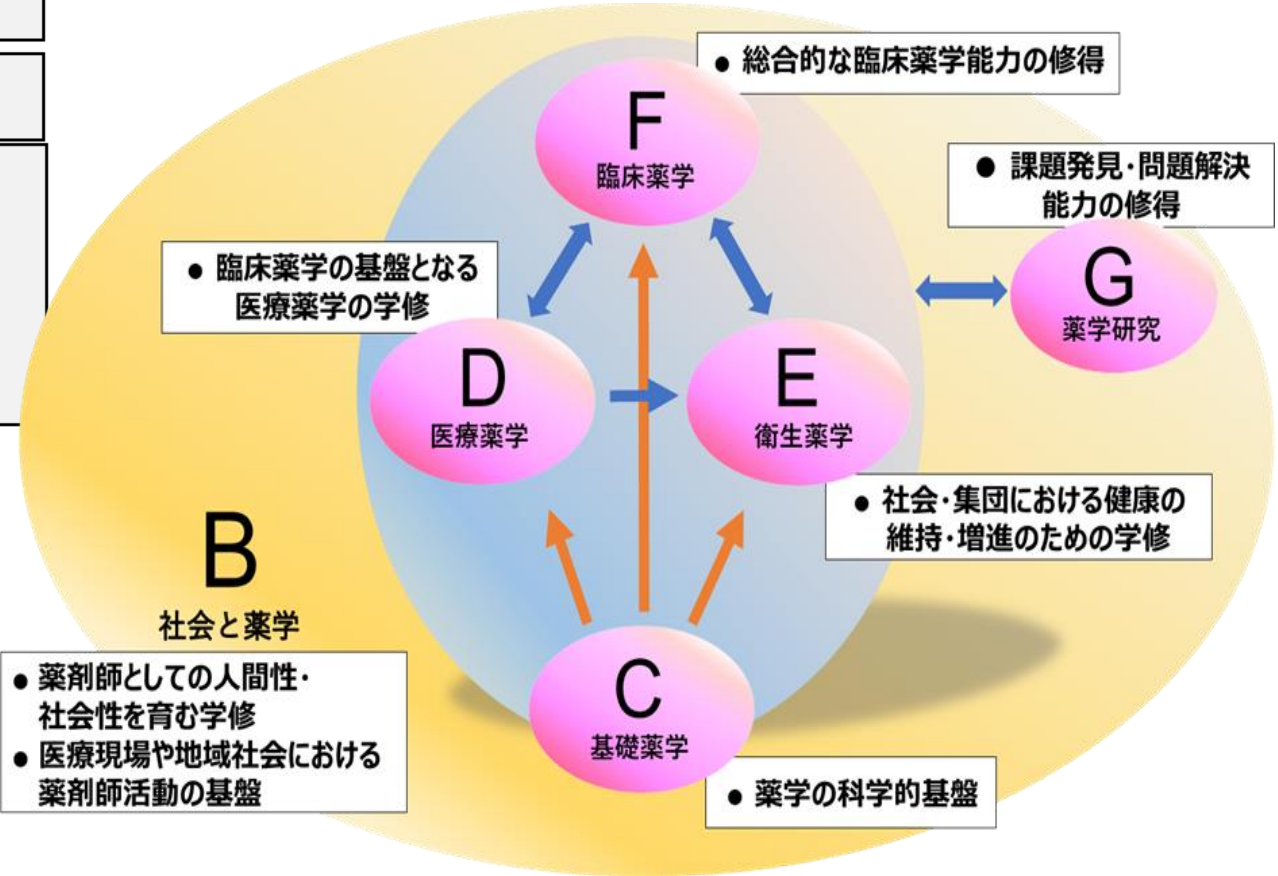 ● 総合的な臨床薬学能力の修得
F
臨床薬学
● 課題発見・問題解決
能力の修得
G
薬学研究
● 臨床薬学の基盤となる
医療薬学の学修
D
医療薬学
E
衛生薬学
● 社会・集団における健康の
維持・増進のための学修
B
社会と薬学
● 薬剤師としての人間性・
社会性を育む学修
● 医療現場や地域社会における
薬剤師活動の基盤
C
基礎薬学
● 薬学の科学的基盤